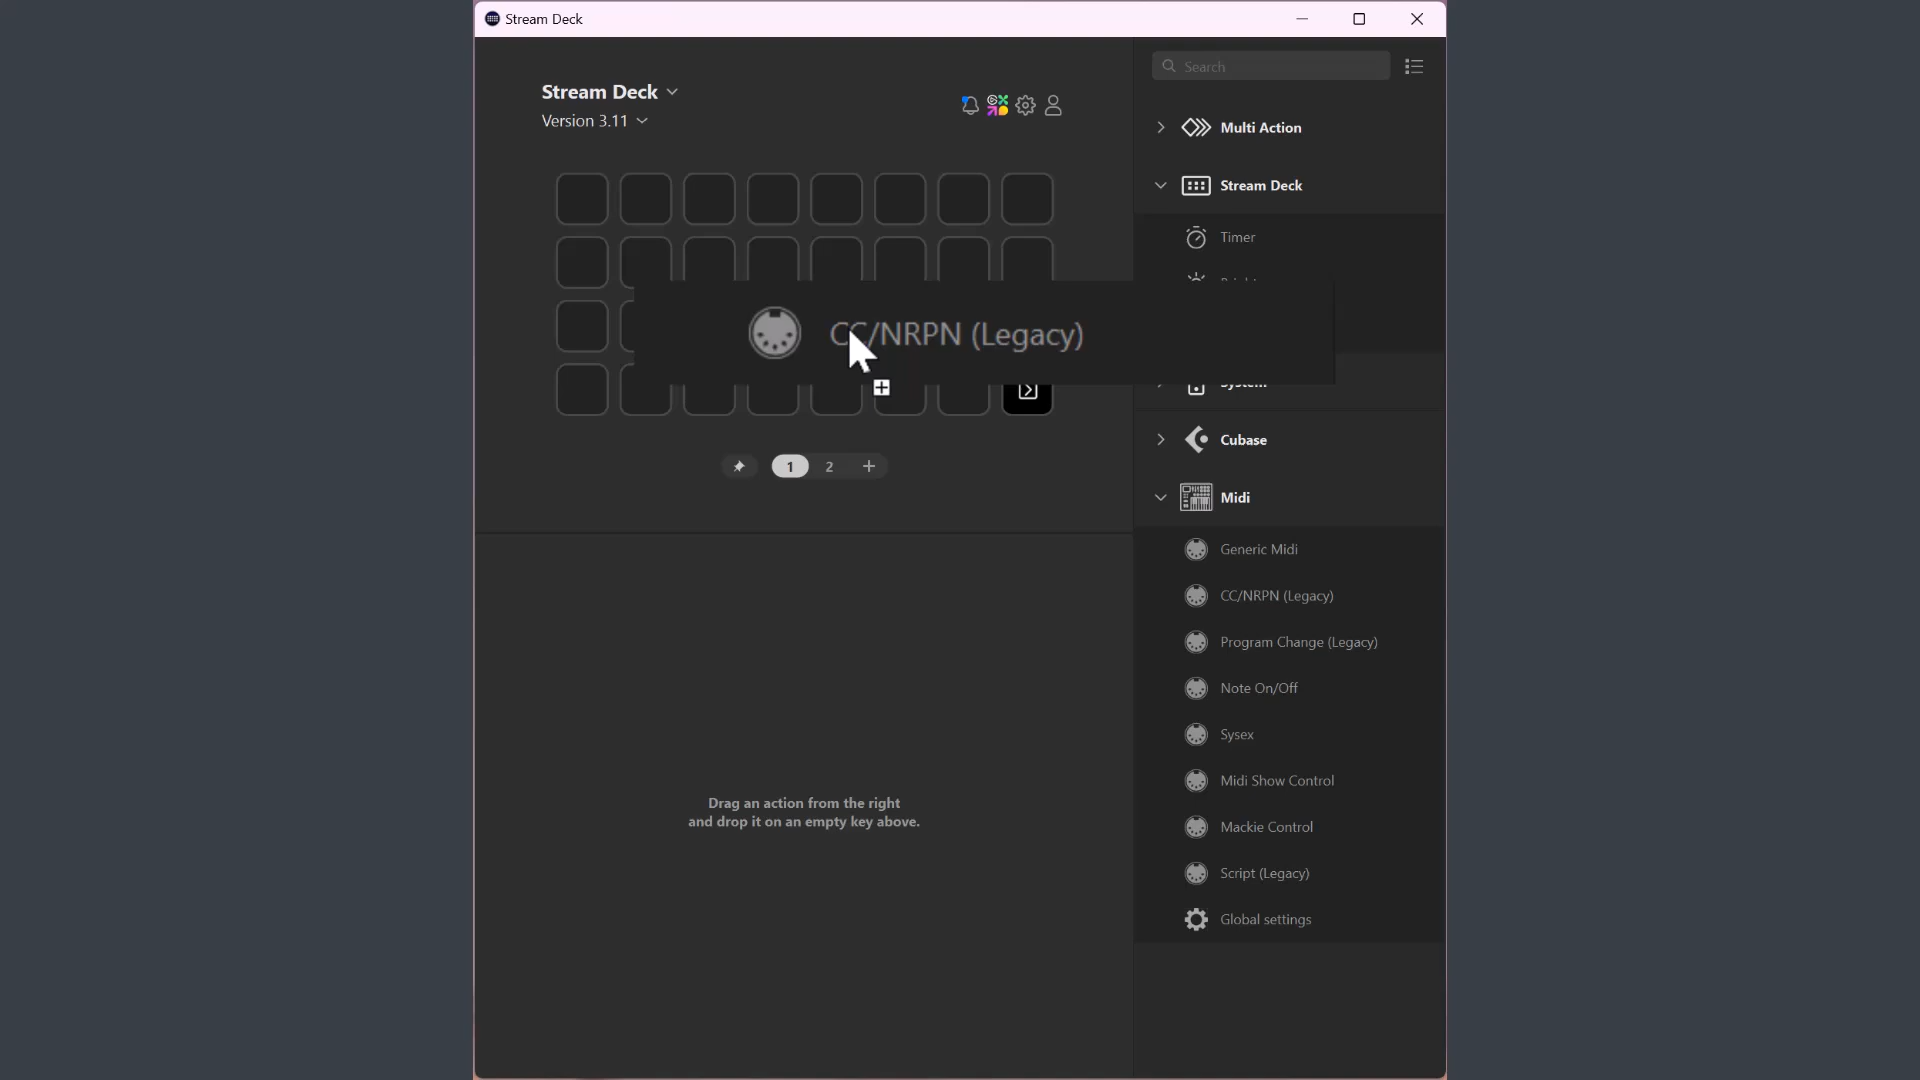 Stream Deck
Stream Deck
Version 3.11
Search
Multi Action
Stream Deck
Timer
CC/NRPN (Legacy)
System
1
2
Cubase
Midi
Generic Midi
CC/NRPN (Legacy)
Program Change (Legacy)
Note On/Off
Sysex
Midi Show Control
Mackie Control
Script (Legacy)
Global settings
Drag an action from the right
and drop it on an empty key above.